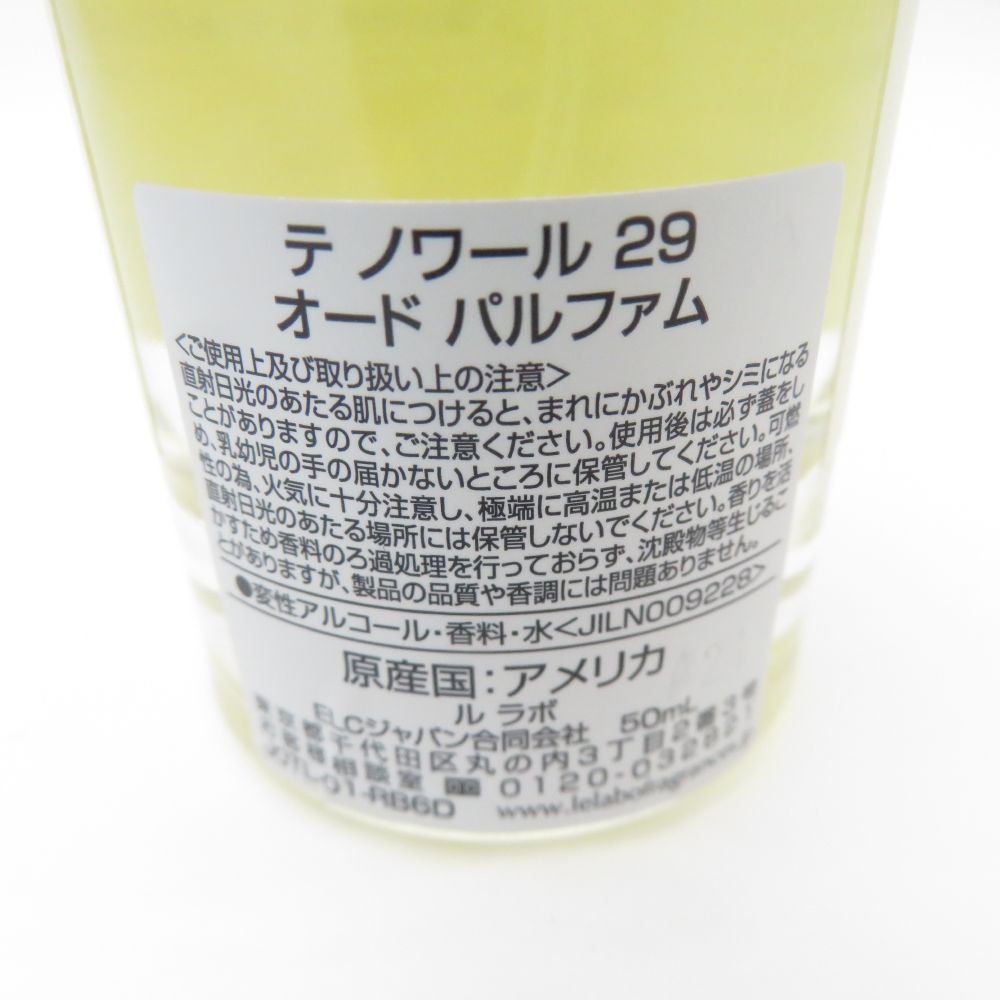 テ ノワール 29
オード パルファム
<ご使用上及び取り扱い上の注意>
直射日光のあたる肌につけると、まれにかぶれやシミになる
ことがありますので、ご注意ください。使用後は必ず蓋をし
め、乳幼児の手の届かないところに保管してください。可燃
性の為、火気に十分注意し、極端に高温または低温の場所、
直射日光のあたる場所には保管しないでください。香りを活
かすため香料のろ過処理を行っておらず、沈殿物等生じるこ
とがありますが、製品の品質や香調には問題ありません。
●変性アルコール・香料・水<JILN009228>
原産国:アメリカ
ル ラボ 50mL
ELCジャパン合同会社
東京都千代田区丸の内3丁目2番3号
お客様相談室 0120-032821
01-RB6D